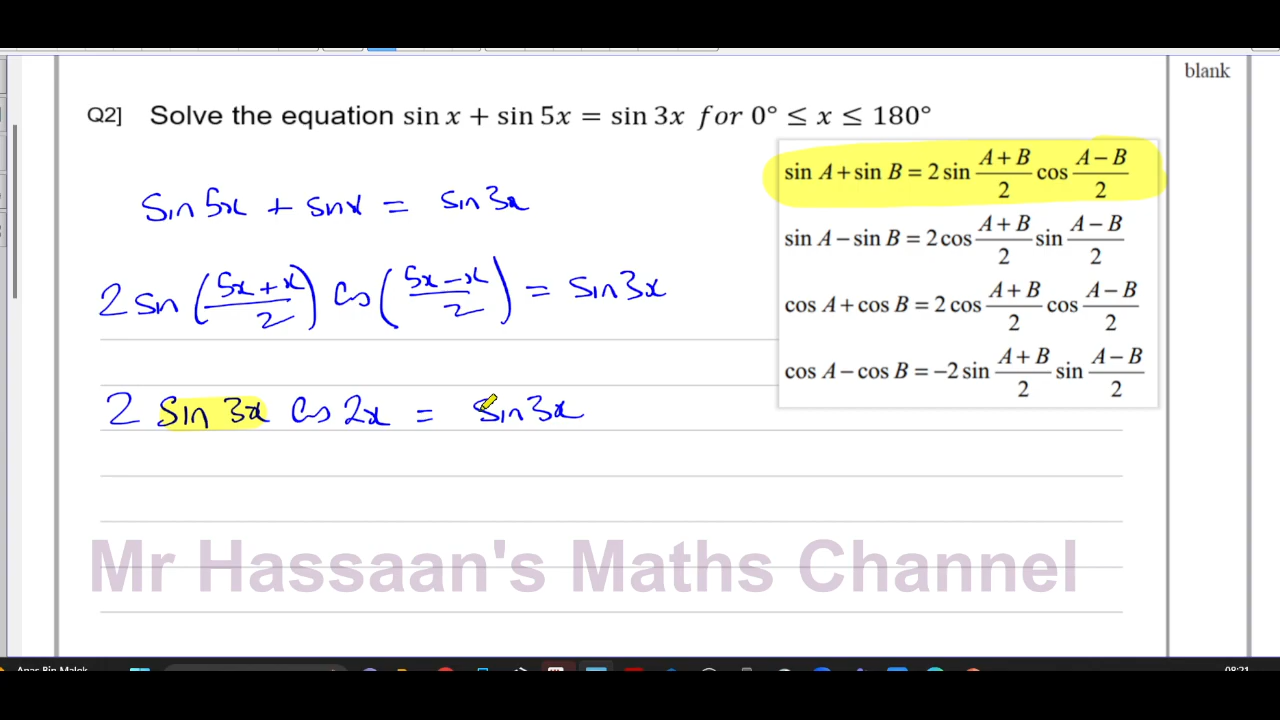 blank
Q2] Solve the equation sin x + sin 5x = sin 3x for 0° ≤ x ≤ 180°
sin A + sin B = 2 sin (A + B)/2 cos (A − B)/2
sin A − sin B = 2 cos (A + B)/2 sin (A − B)/2
cos A + cos B = 2 cos (A + B)/2 cos (A − B)/2
cos A − cos B = −2 sin (A + B)/2 sin (A − B)/2
Sin 5x + sinx = sin 3x
2 sin (5x + x / 2) cos (5x − x / 2) = sin 3x
2 Sin 3x cos 2x = sin 3x
Mr Hassaan's Maths Channel
08:21